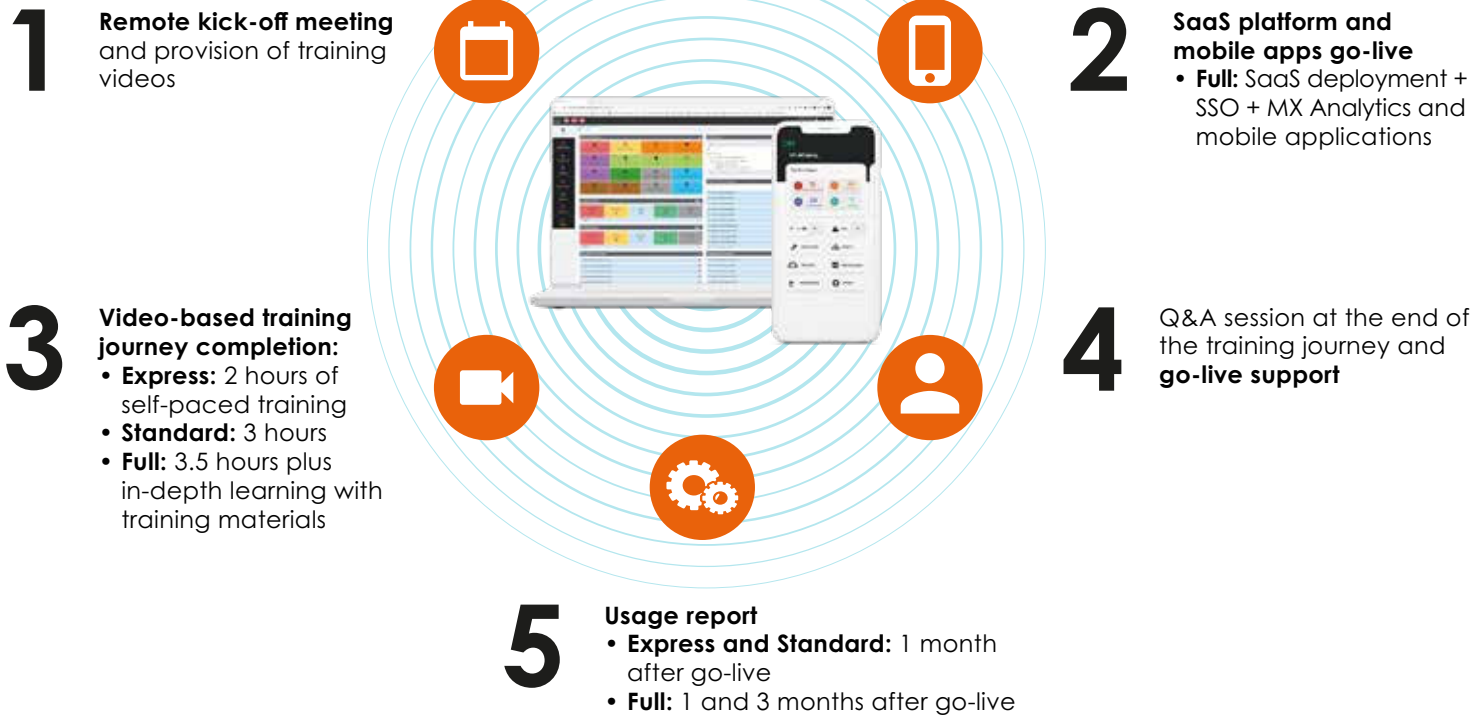 1
Remote kick-off meeting
and provision of training
videos
2
SaaS platform and
mobile apps go-live
• Full: SaaS deployment +
SSO + MX Analytics and
mobile applications
3
Video-based training
journey completion:
• Express: 2 hours of
self-paced training
• Standard: 3 hours
• Full: 3.5 hours plus
in-depth learning with
training materials
4
Q&A session at the end of
the training journey and
go-live support
5
Usage report
• Express and Standard: 1 month
after go-live
• Full: 1 and 3 months after go-live